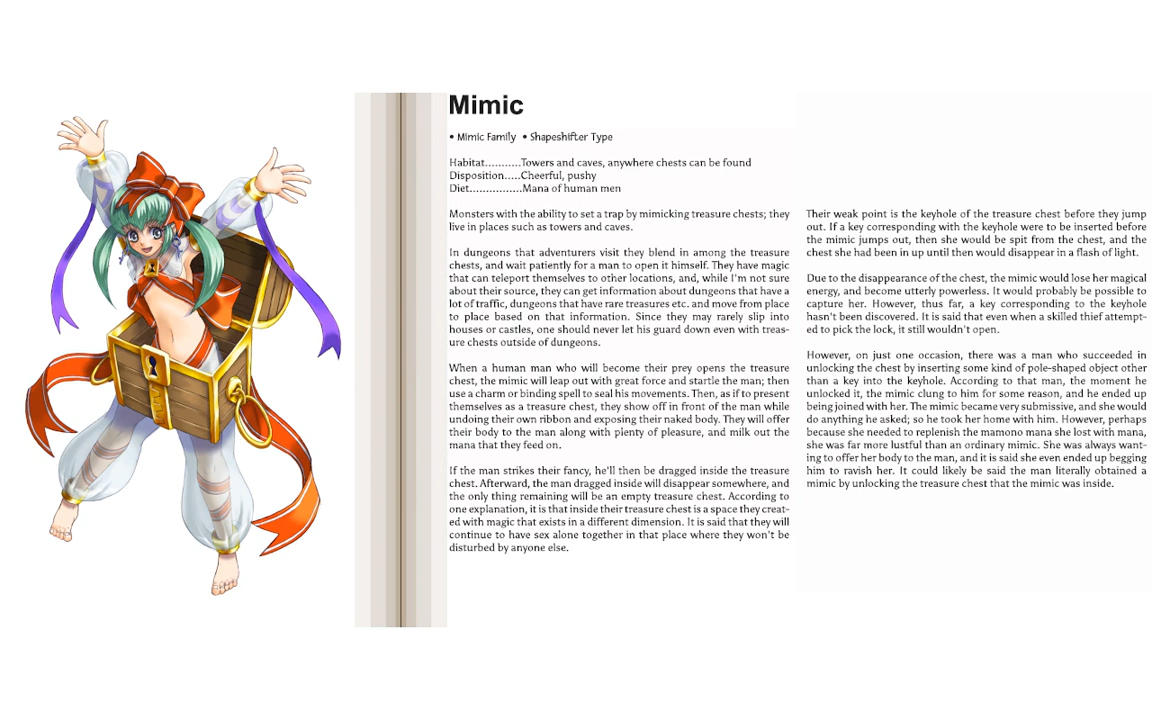 Mimic
• Mimic Family • Shapeshifter Type
Habitat...........Towers and caves, anywhere chests can be found
Disposition.....Cheerful, pushy
Diet................Mana of human men
Monsters with the ability to set a trap by mimicking treasure chests; they
live in places such as towers and caves.
In dungeons that adventurers visit they blend in among the treasure
chests, and wait patiently for a man to open it himself. They have magic
that can teleport themselves to other locations, and, while I'm not sure
about their source, they can get information about dungeons that have a
lot of traffic, dungeons that have rare treasures etc. and move from place
to place based on that information. Since they may rarely slip into
houses or castles, one should never let his guard down even with treas-
ure chests outside of dungeons.
When a human man who will become their prey opens the treasure
chest, the mimic will leap out with great force and startle the man; then
use a charm or binding spell to seal his movements. Then, as if to present
themselves as a treasure chest, they show off in front of the man while
undoing their own ribbon and exposing their naked body. They will offer
their body to the man along with plenty of pleasure, and milk out the
mana that they feed on.
If the man strikes their fancy, he'll then be dragged inside the treasure
chest. Afterward, the man dragged inside will disappear somewhere, and
the only thing remaining will be an empty treasure chest. According to
one explanation, it is that inside their treasure chest is a space they creat-
ed with magic that exists in a different dimension. It is said that they will
continue to have sex alone together in that place where they won't be
disturbed by anyone else.
Their weak point is the keyhole of the treasure chest before they jump
out. If a key corresponding with the keyhole were to be inserted before
the mimic jumps out, then she would be spit from the chest, and the
chest she had been in up until then would disappear in a flash of light.
Due to the disappearance of the chest, the mimic would lose her magical
energy, and become utterly powerless. It would probably be possible to
capture her. However, thus far, a key corresponding to the keyhole
hasn't been discovered. It is said that even when a skilled thief attempt-
ed to pick the lock, it still wouldn't open.
However, on just one occasion, there was a man who succeeded in
unlocking the chest by inserting some kind of pole-shaped object other
than a key into the keyhole. According to that man, the moment he
unlocked it, the mimic clung to him for some reason, and he ended up
being joined with her. The mimic became very submissive, and she would
do anything he asked; so he took her home with him. However, perhaps
because she needed to replenish the mamono mana she lost with mana,
she was far more lustful than an ordinary mimic. She was always want-
ing to offer her body to the man, and it is said she even ended up begging
him to ravish her. It could likely be said the man literally obtained a
mimic by unlocking the treasure chest that the mimic was inside.